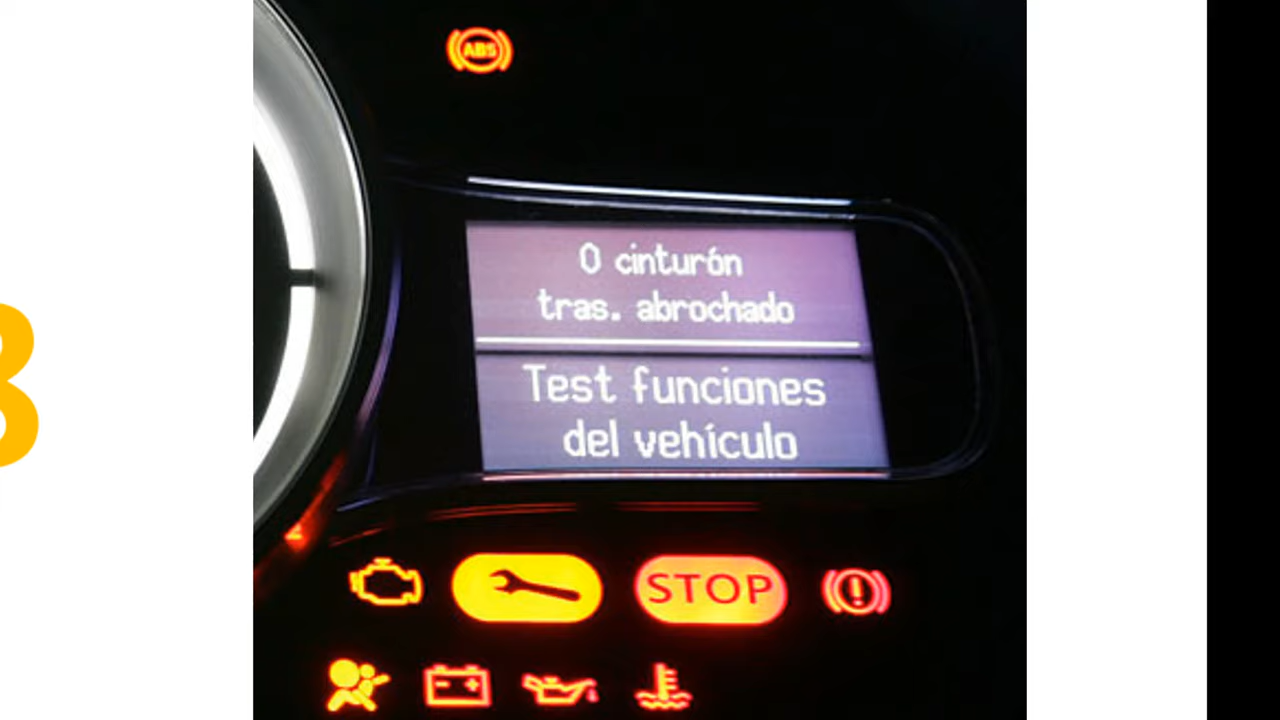 ABS
0 cinturón
tras. abrochado
Test funciones
del vehículo
STOP